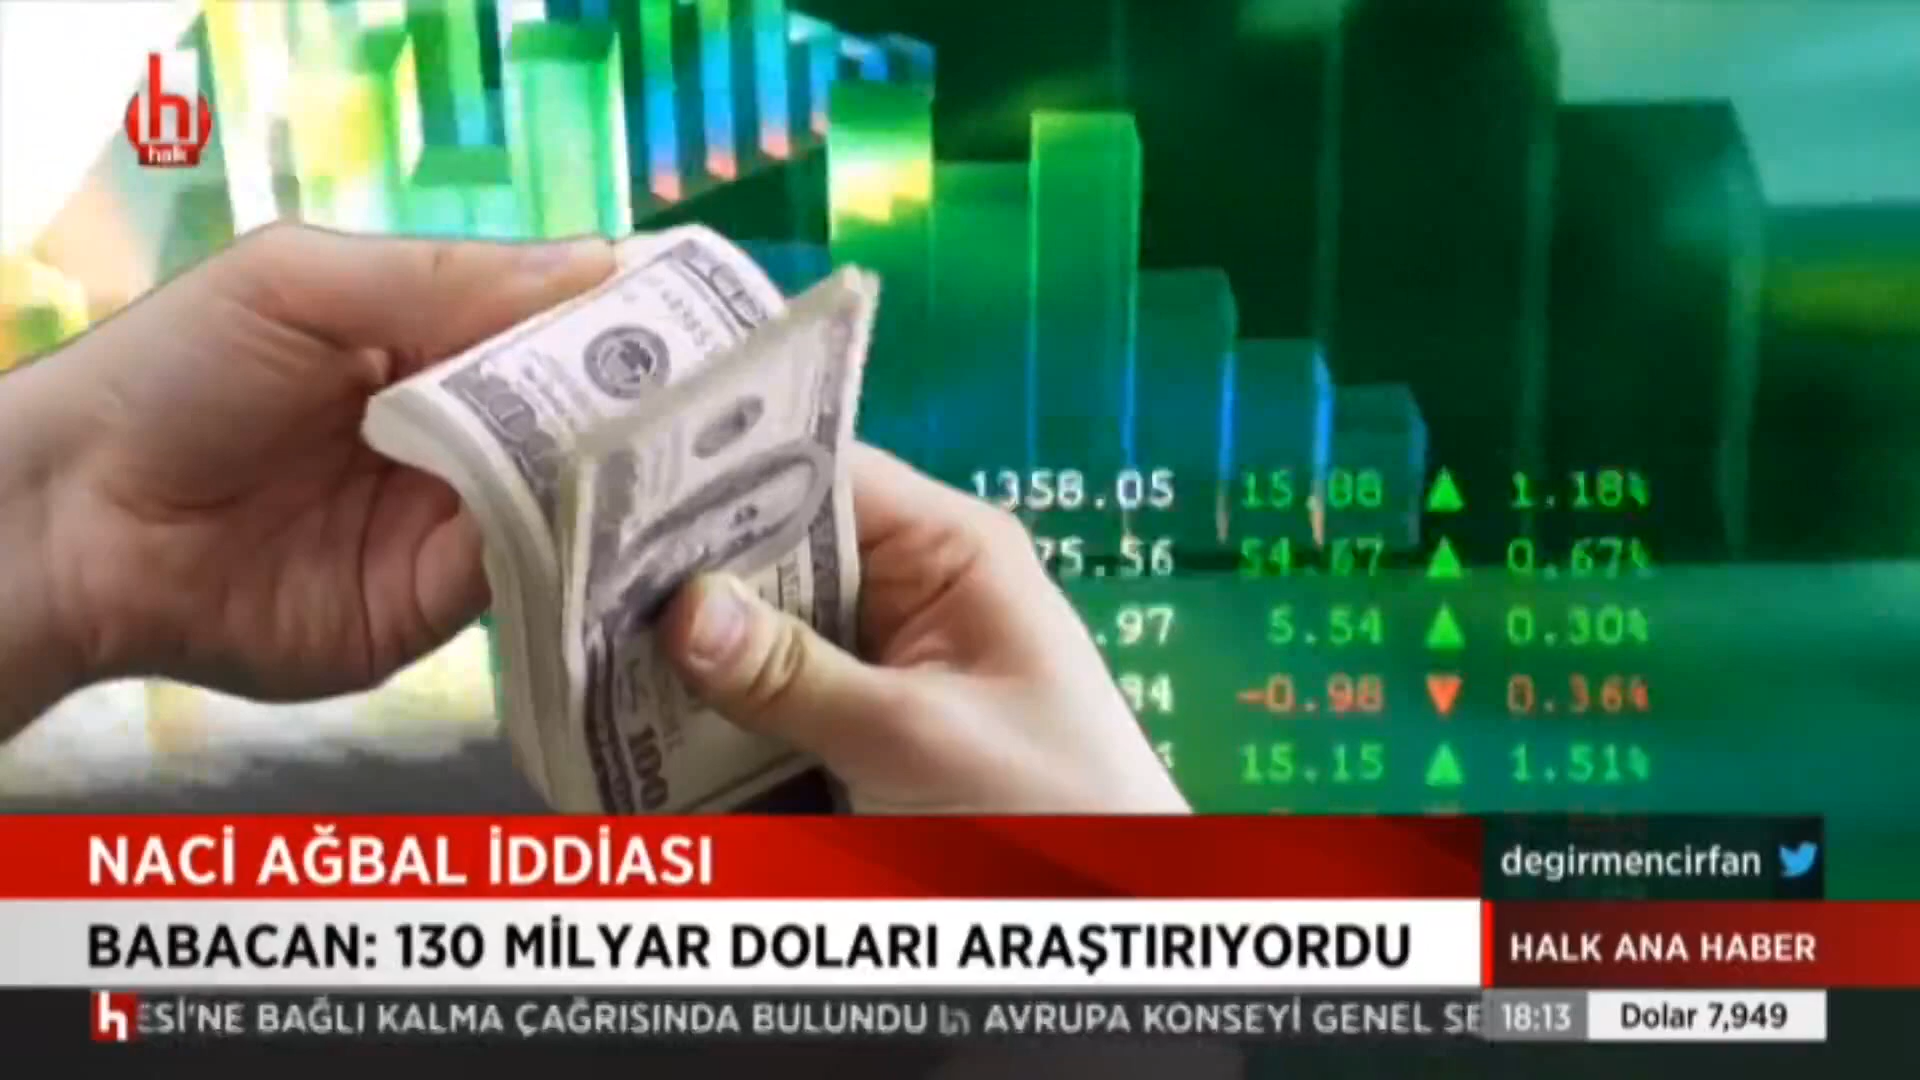 h
halk
1358.05 15.88 ▲ 1.18%
75.56 54.67 ▲ 0.67%
.97 5.54 ▲ 0.30%
94 -0.98 ▼ 0.36%
15.15 ▲ 1.51%
100
NACİ AĞBAL İDDİASI
degirmencirfan
BABACAN: 130 MİLYAR DOLARI ARAŞTIRIYORDU
HALK ANA HABER
ESİ'NE BAĞLI KALMA ÇAĞRISINDA BULUNDU h AVRUPA KONSEYİ GENEL SE
18:13
Dolar 7,949